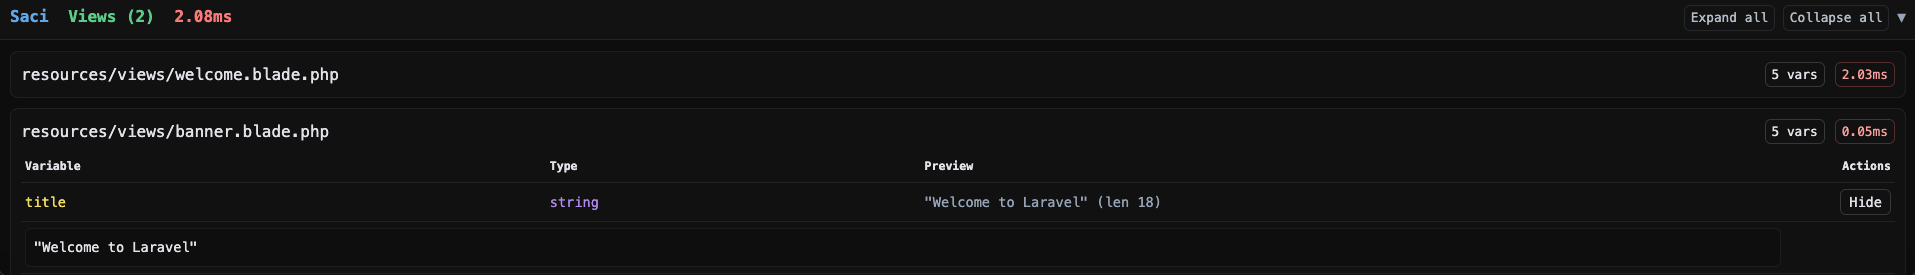 Saci Views (2) 2.08ms Expand all Collapse all ▼
resources/views/welcome.blade.php 5 vars 2.03ms
resources/views/banner.blade.php 5 vars 0.05ms
Variable Type Preview Actions
title string "Welcome to Laravel" (len 18) Hide
"Welcome to Laravel"